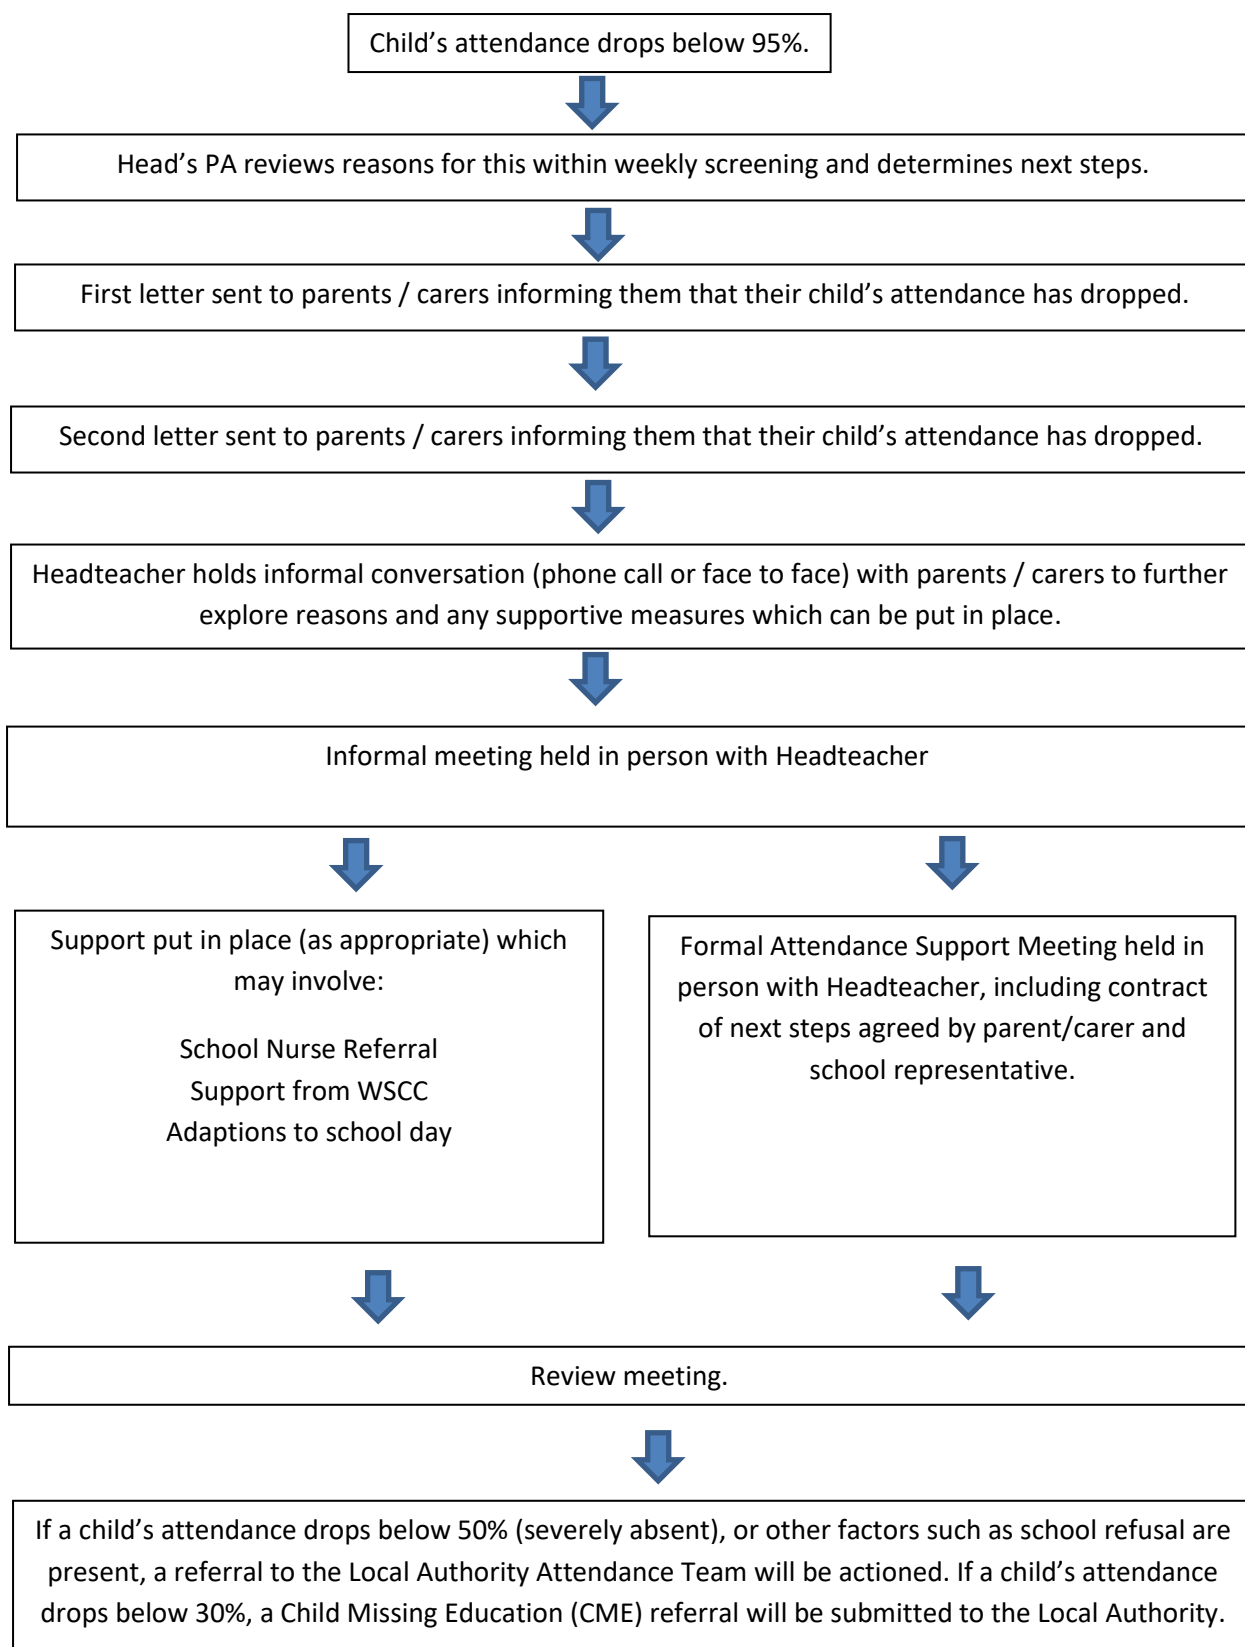 Child’s attendance drops below 95%.
Head’s PA reviews reasons for this within weekly screening and determines next steps.
First letter sent to parents / carers informing them that their child’s attendance has dropped.
Second letter sent to parents / carers informing them that their child’s attendance has dropped.
Headteacher holds informal conversation (phone call or face to face) with parents / carers to further
explore reasons and any supportive measures which can be put in place.
Informal meeting held in person with Headteacher
Support put in place (as appropriate) which
may involve:
School Nurse Referral
Support from WSCC
Adaptions to school day
Formal Attendance Support Meeting held in
person with Headteacher, including contract
of next steps agreed by parent/carer and
school representative.
Review meeting.
If a child’s attendance drops below 50% (severely absent), or other factors such as school refusal are
present, a referral to the Local Authority Attendance Team will be actioned. If a child’s attendance
drops below 30%, a Child Missing Education (CME) referral will be submitted to the Local Authority.